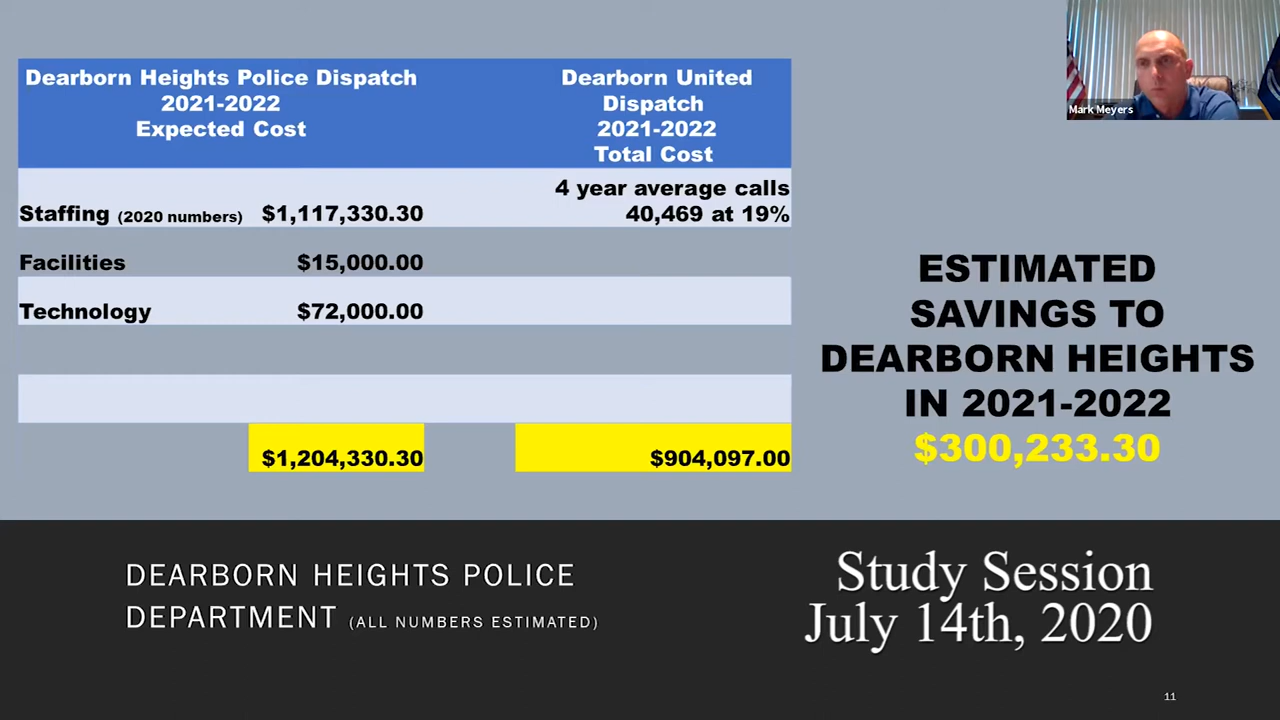 Dearborn Heights Police Dispatch
2021-2022
Expected Cost
Dearborn United
Dispatch
2021-2022
Total Cost
Staffing (2020 numbers) $1,117,330.30
4 year average calls
40,469 at 19%
Facilities $15,000.00
Technology $72,000.00
$1,204,330.30 $904,097.00
ESTIMATED
SAVINGS TO
DEARBORN HEIGHTS
IN 2021-2022
$300,233.30
Mark Meyers
DEARBORN HEIGHTS POLICE
DEPARTMENT (ALL NUMBERS ESTIMATED)
Study Session
July 14th, 2020
11